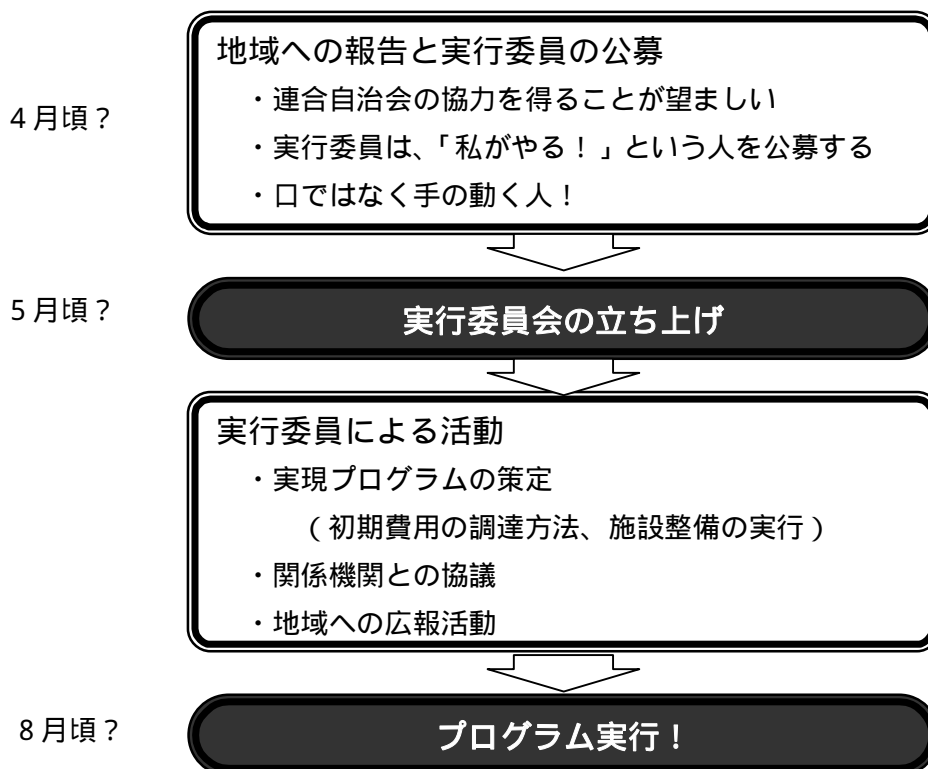 地域への報告と実行委員の公募
4月頃？
・連合自治会の協力を得ることが望ましい
・実行委員は、「私がやる！」という人を公募する
・口ではなく手の動く人！
5月頃？
実行委員会の立ち上げ
実行委員による活動
・実現プログラムの策定
（初期費用の調達方法、施設整備の実行）
・関係機関との協議
・地域への広報活動
8月頃？
プログラム実行！